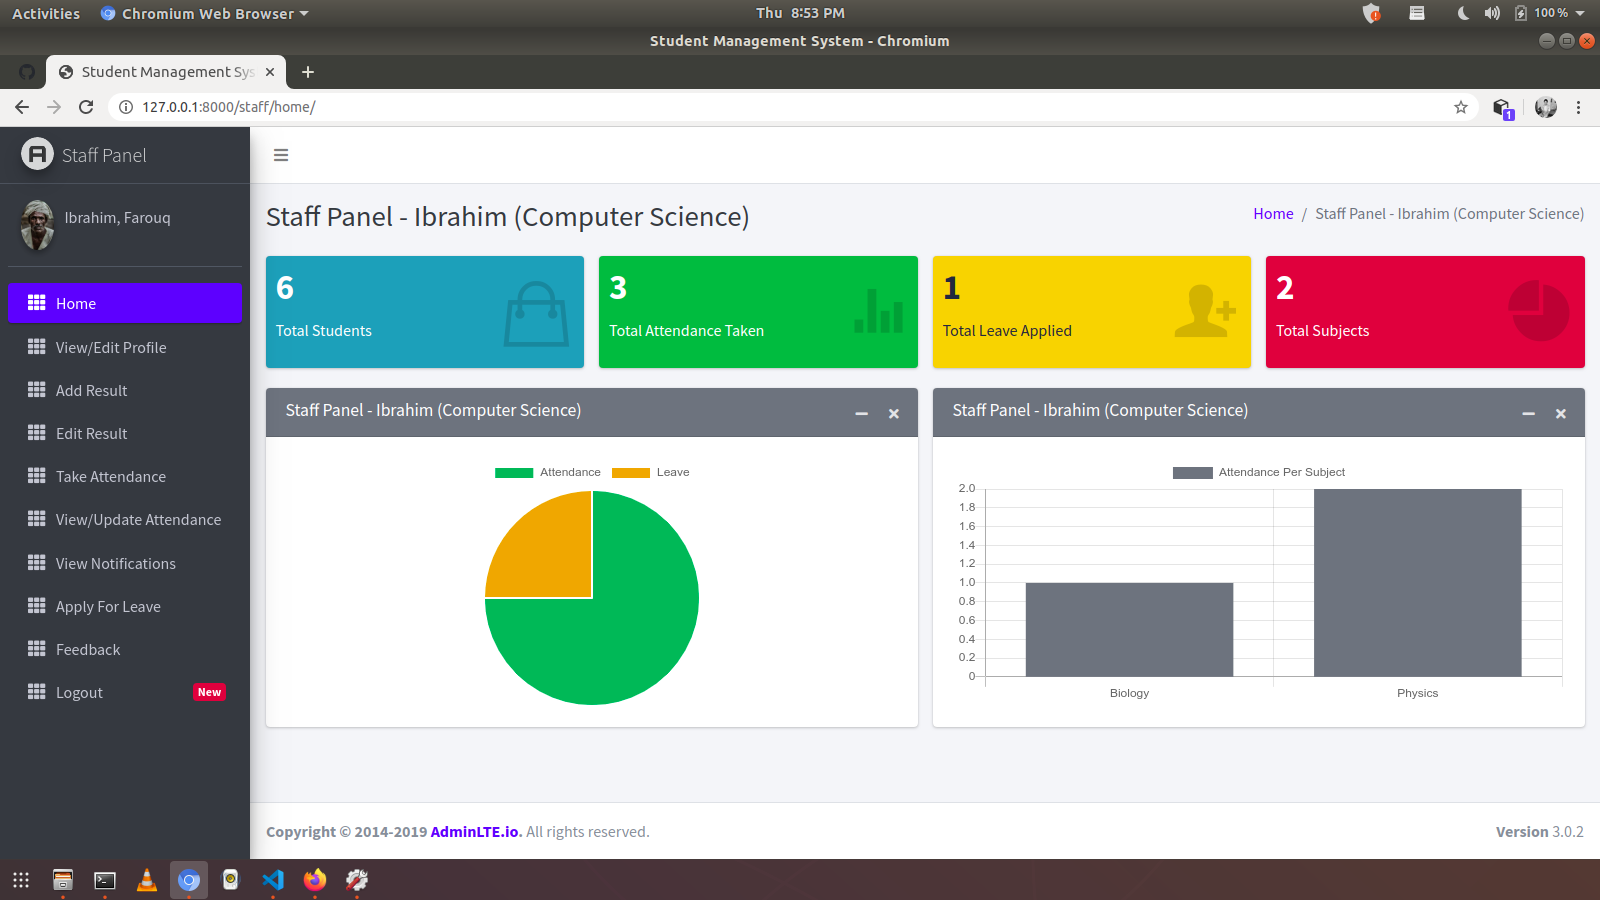 Activities Chromium Web Browser Thu 8:53 PM 100 %
Student Management System - Chromium
Student Management Sys
127.0.0.1:8000/staff/home/
1
Staff Panel
Ibrahim, Farouq
Home
View/Edit Profile
Add Result
Edit Result
Take Attendance
View/Update Attendance
View Notifications
Apply For Leave
Feedback
Logout New
Staff Panel - Ibrahim (Computer Science)
Home / Staff Panel - Ibrahim (Computer Science)
6
Total Students
3
Total Attendance Taken
1
Total Leave Applied
2
Total Subjects
Staff Panel - Ibrahim (Computer Science)
Attendance Leave
Staff Panel - Ibrahim (Computer Science)
Attendance Per Subject
2.0
1.8
1.6
1.4
1.2
1.0
0.8
0.6
0.4
0.2
0
Biology Physics
Copyright © 2014-2019 AdminLTE.io. All rights reserved.
Version 3.0.2